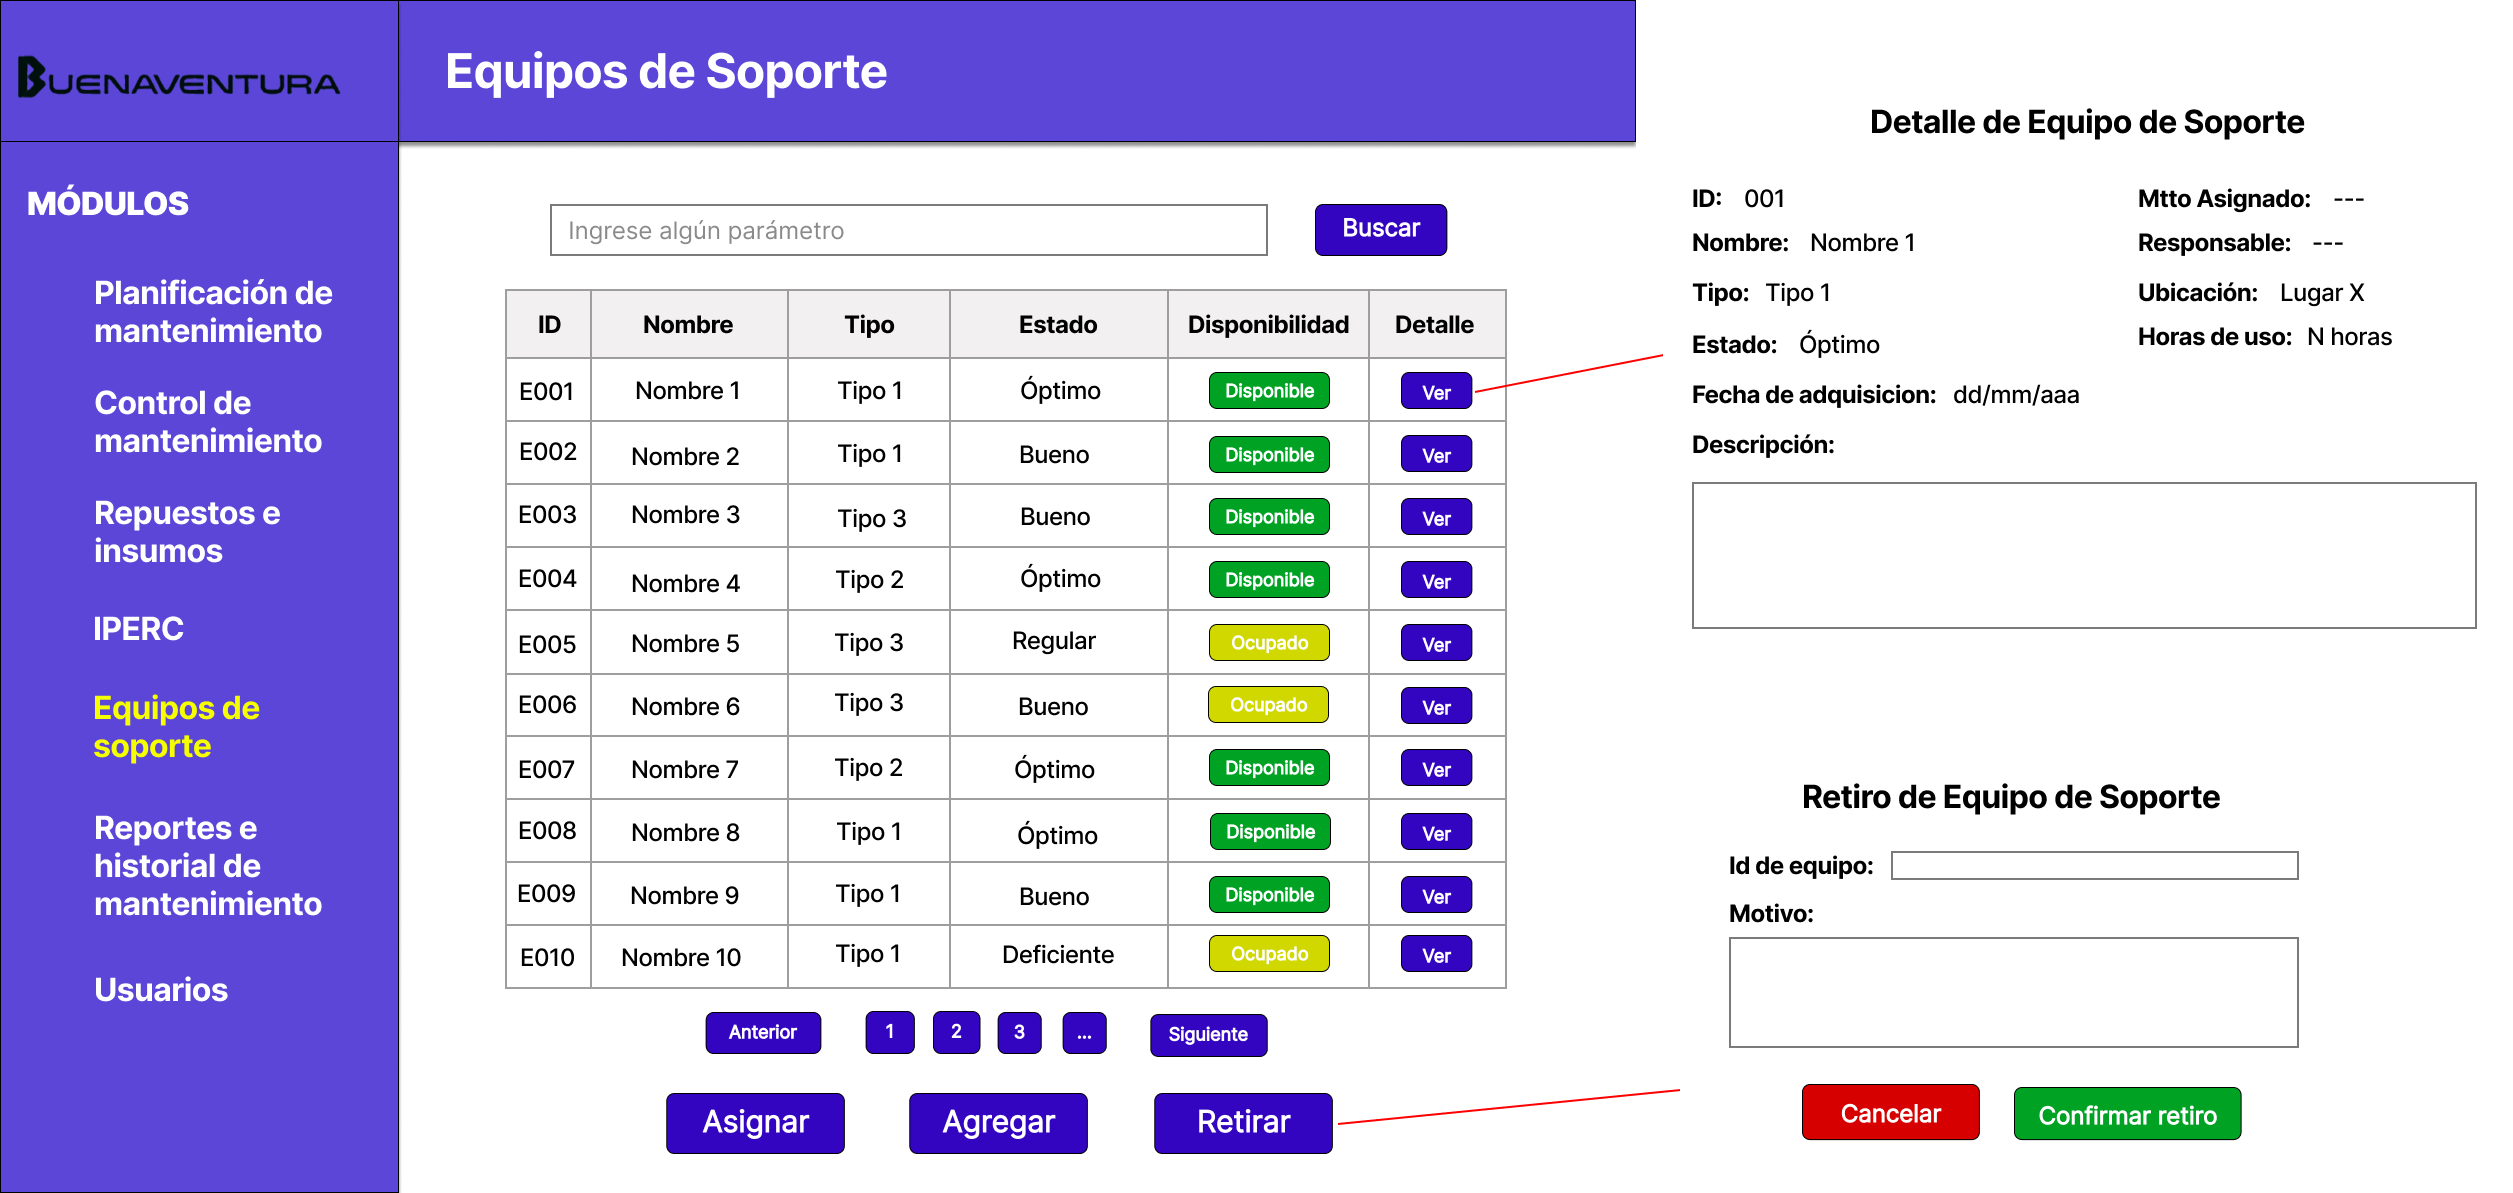 BUENAVENTURA
Equipos de Soporte
MÓDULOS
Planificación de
mantenimiento
Control de
mantenimiento
Repuestos e
insumos
IPERC
Equipos de
soporte
Reportes e
historial de
mantenimiento
Usuarios
Ingrese algún parámetro
Buscar
ID Nombre Tipo Estado Disponibilidad Detalle
E001 Nombre 1 Tipo 1 Óptimo Disponible Ver
E002 Nombre 2 Tipo 1 Bueno Disponible Ver
E003 Nombre 3 Tipo 3 Bueno Disponible Ver
E004 Nombre 4 Tipo 2 Óptimo Disponible Ver
E005 Nombre 5 Tipo 3 Regular Ocupado Ver
E006 Nombre 6 Tipo 3 Bueno Ocupado Ver
E007 Nombre 7 Tipo 2 Óptimo Disponible Ver
E008 Nombre 8 Tipo 1 Óptimo Disponible Ver
E009 Nombre 9 Tipo 1 Bueno Disponible Ver
E010 Nombre 10 Tipo 1 Deficiente Ocupado Ver
Anterior 1 2 3 ... Siguiente
Asignar Agregar Retirar
Detalle de Equipo de Soporte
ID: 001
Nombre: Nombre 1
Tipo: Tipo 1
Estado: Óptimo
Fecha de adquisicion: dd/mm/aaa
Descripción:
Mtto Asignado: ---
Responsable: ---
Ubicación: Lugar X
Horas de uso: N horas
Retiro de Equipo de Soporte
Id de equipo:
Motivo:
Cancelar Confirmar retiro